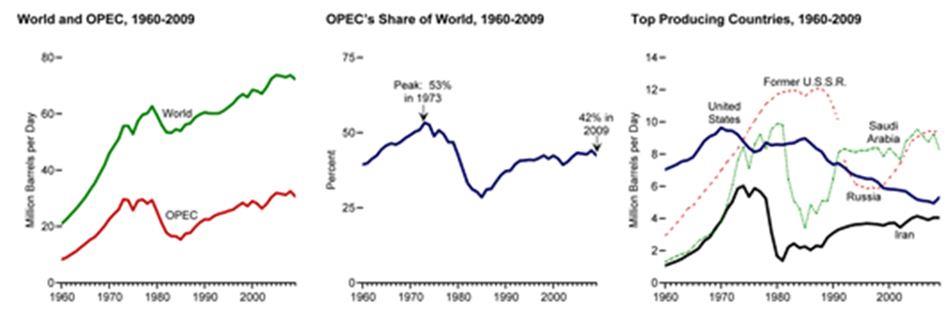 World and OPEC, 1960-2009
80
60
40
20
0
Million Barrels per Day
World
OPEC
1960 1970 1980 1990 2000
OPEC's Share of World, 1960-2009
75
50
25
0
Percent
Peak: 53%
in 1973
42% in
2009
1960 1970 1980 1990 2000
Top Producing Countries, 1960-2009
14
12
10
8
6
4
2
0
Million Barrels per Day
Former U.S.S.R.
United
States
Saudi
Arabia
Russia
Iran
1960 1970 1980 1990 2000